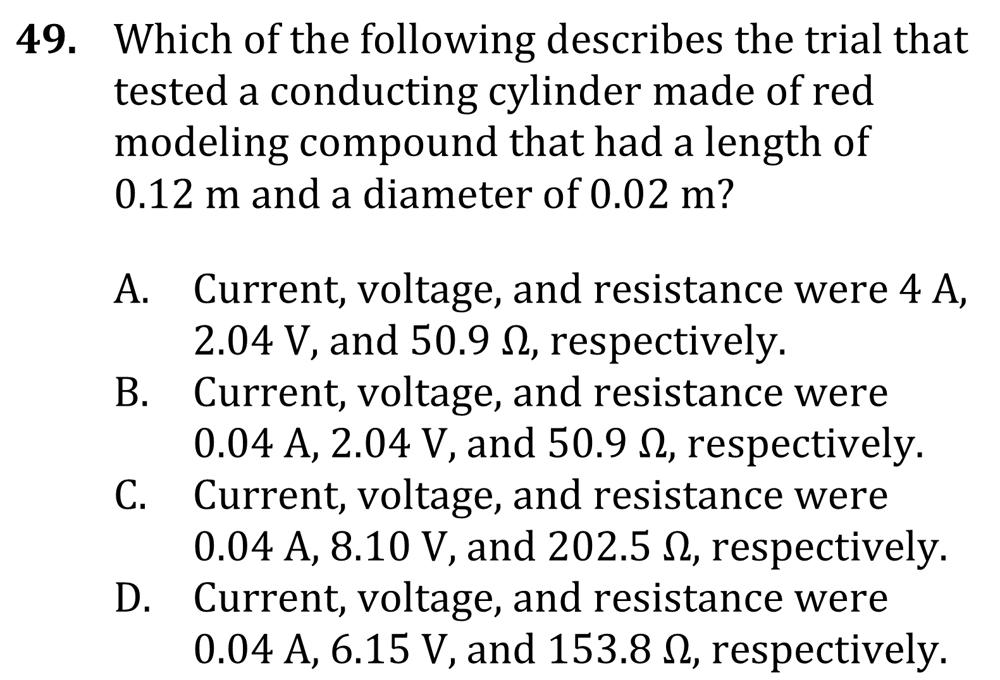 49. Which of the following describes the trial that
tested a conducting cylinder made of red
modeling compound that had a length of
0.12 m and a diameter of 0.02 m?
A. Current, voltage, and resistance were 4 A,
2.04 V, and 50.9 Ω, respectively.
B. Current, voltage, and resistance were
0.04 A, 2.04 V, and 50.9 Ω, respectively.
C. Current, voltage, and resistance were
0.04 A, 8.10 V, and 202.5 Ω, respectively.
D. Current, voltage, and resistance were
0.04 A, 6.15 V, and 153.8 Ω, respectively.